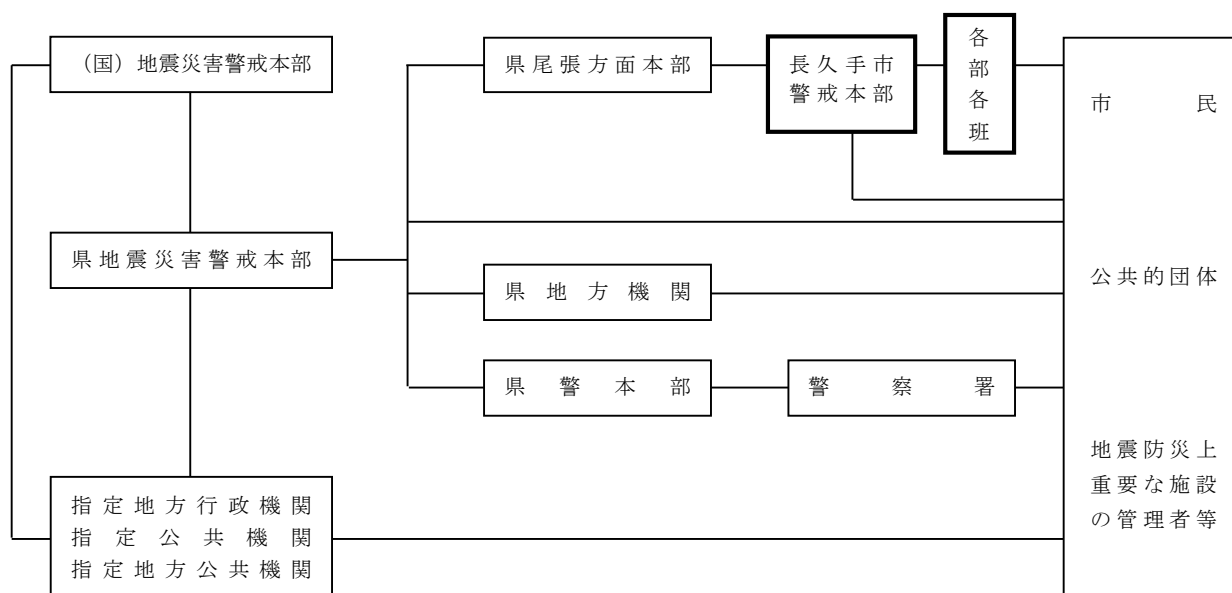 (国)地震災害警戒本部
県尾張方面本部
長久手市
警戒本部
各部各班
市民
県地震災害警戒本部
公共的団体
県地方機関
県警本部
警察署
地震防災上
重要な施設
の管理者等
指定地方行政機関
指定公共機関
指定地方公共機関